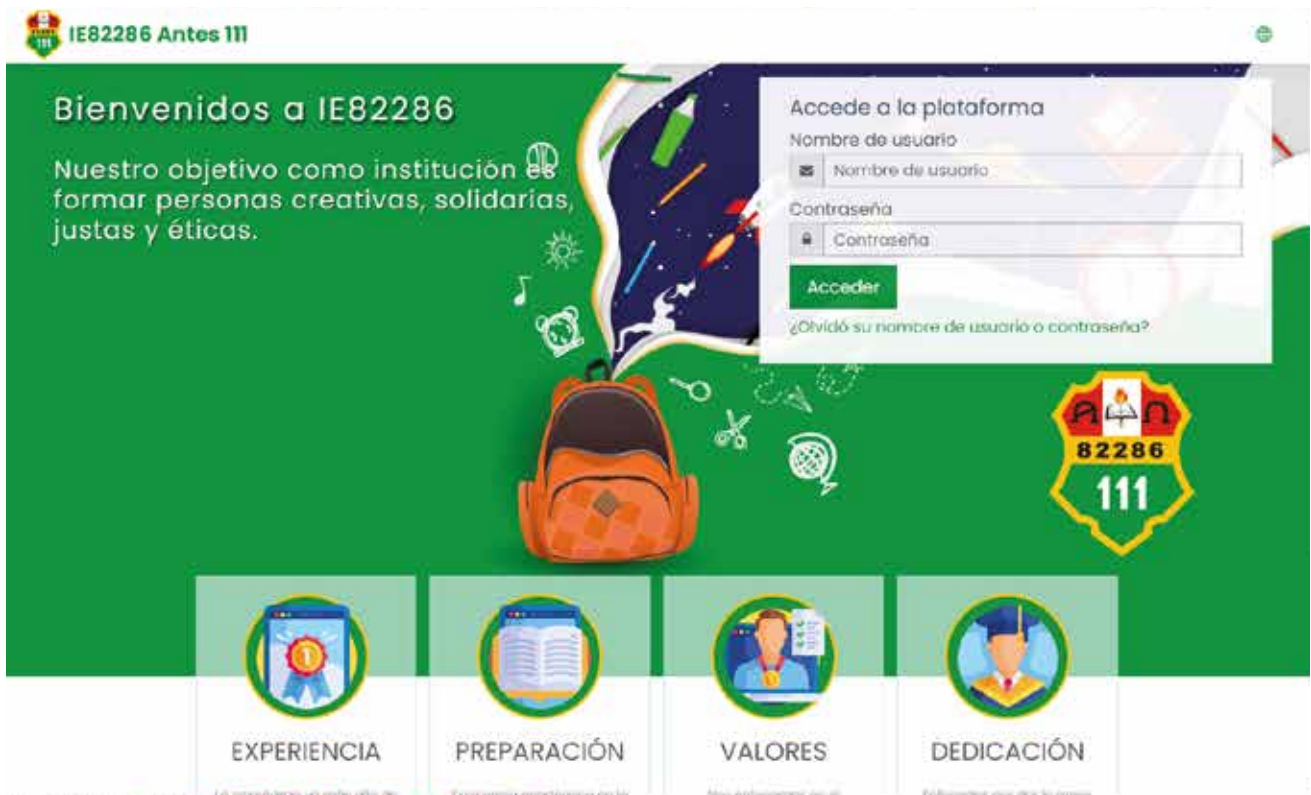 IE82286 Antes 111
Bienvenidos a IE82286
Nuestro objetivo como institución es
formar personas creativas, solidarias,
justas y éticas.
Accede a la plataforma
Nombre de usuario
Nombre de usuario
Contraseña
Contraseña
Acceder
¿Olvidó su nombre de usuario o contraseña?
A N
82286
111
EXPERIENCIA
PREPARACIÓN
VALORES
DEDICACIÓN